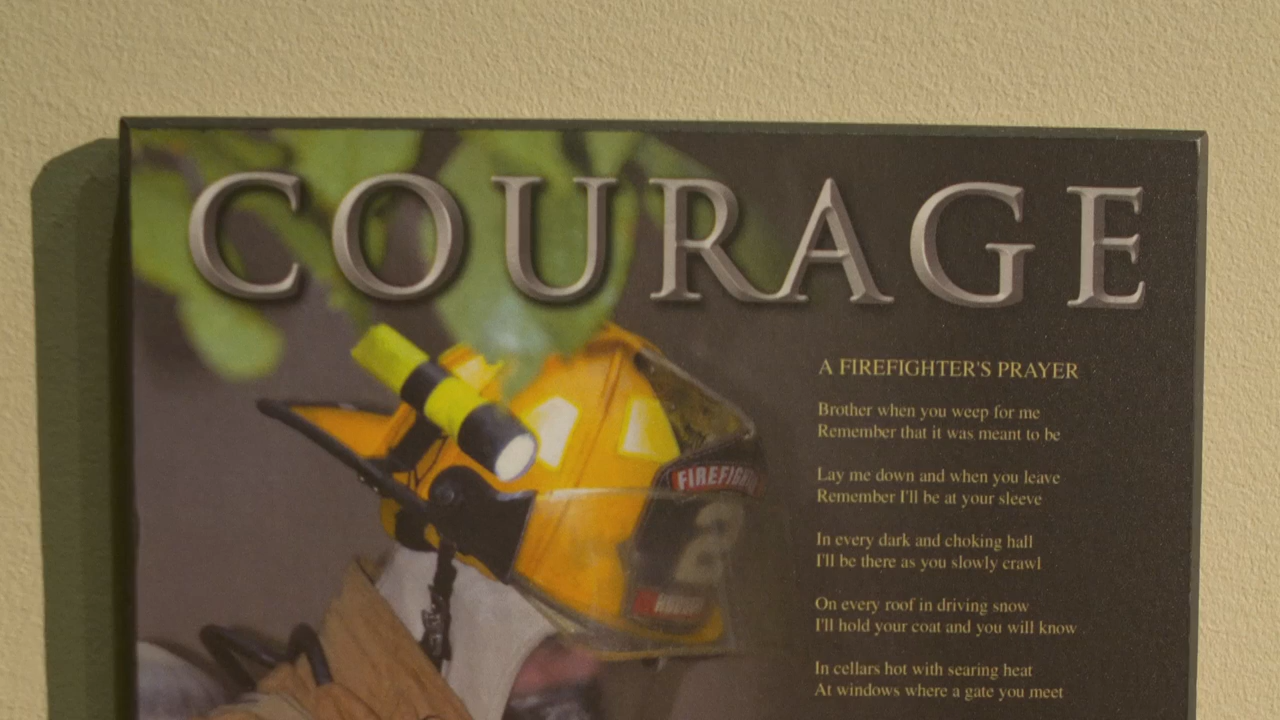 COURAGE
A FIREFIGHTER'S PRAYER
Brother when you weep for me
Remember that it was meant to be
Lay me down and when you leave
Remember I'll be at your sleeve
In every dark and choking hall
I'll be there as you slowly crawl
On every roof in driving snow
I'll hold your coat and you will know
In cellars hot with searing heat
At windows where a gate you meet
FIREFIGH
2